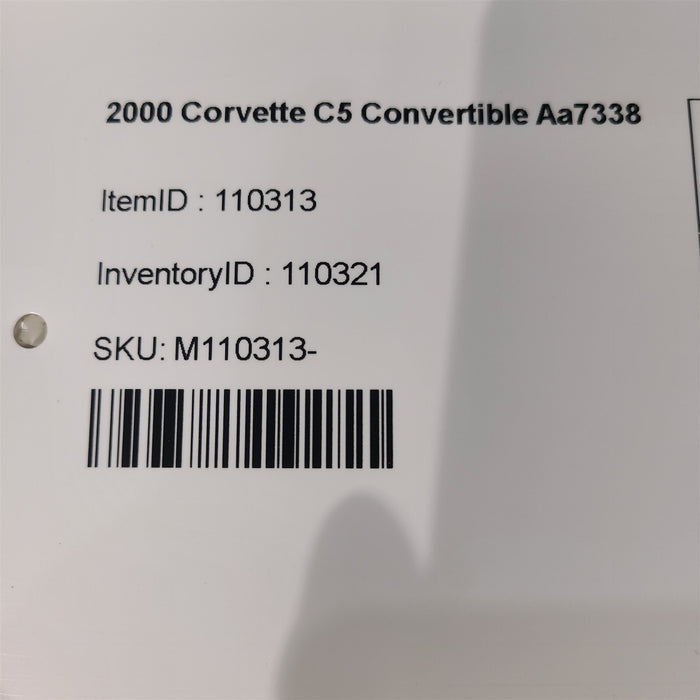 2000 Corvette C5 Convertible Aa7338
ItemID : 110313
InventoryID : 110321
SKU: M110313-